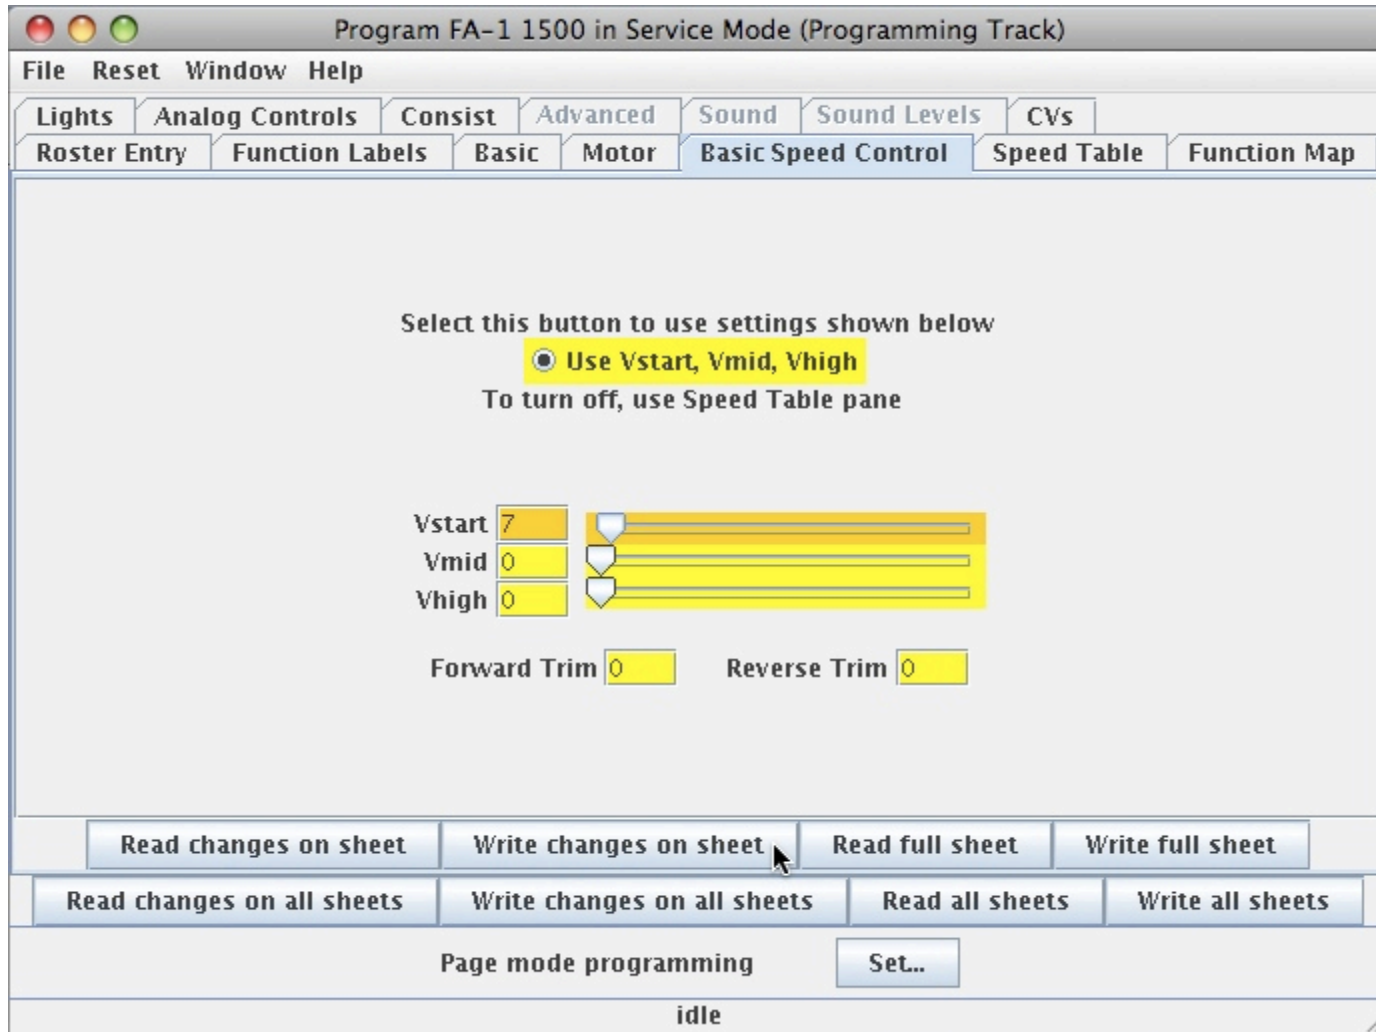 Program FA-1 1500 in Service Mode (Programming Track)
File Reset Window Help
Lights Analog Controls Consist Advanced Sound Sound Levels CVs
Roster Entry Function Labels Basic Motor Basic Speed Control Speed Table Function Map
Select this button to use settings shown below
Use Vstart, Vmid, Vhigh
To turn off, use Speed Table pane
Vstart 7
Vmid 0
Vhigh 0
Forward Trim 0 Reverse Trim 0
Read changes on sheet Write changes on sheet Read full sheet Write full sheet
Read changes on all sheets Write changes on all sheets Read all sheets Write all sheets
Page mode programming Set...
idle